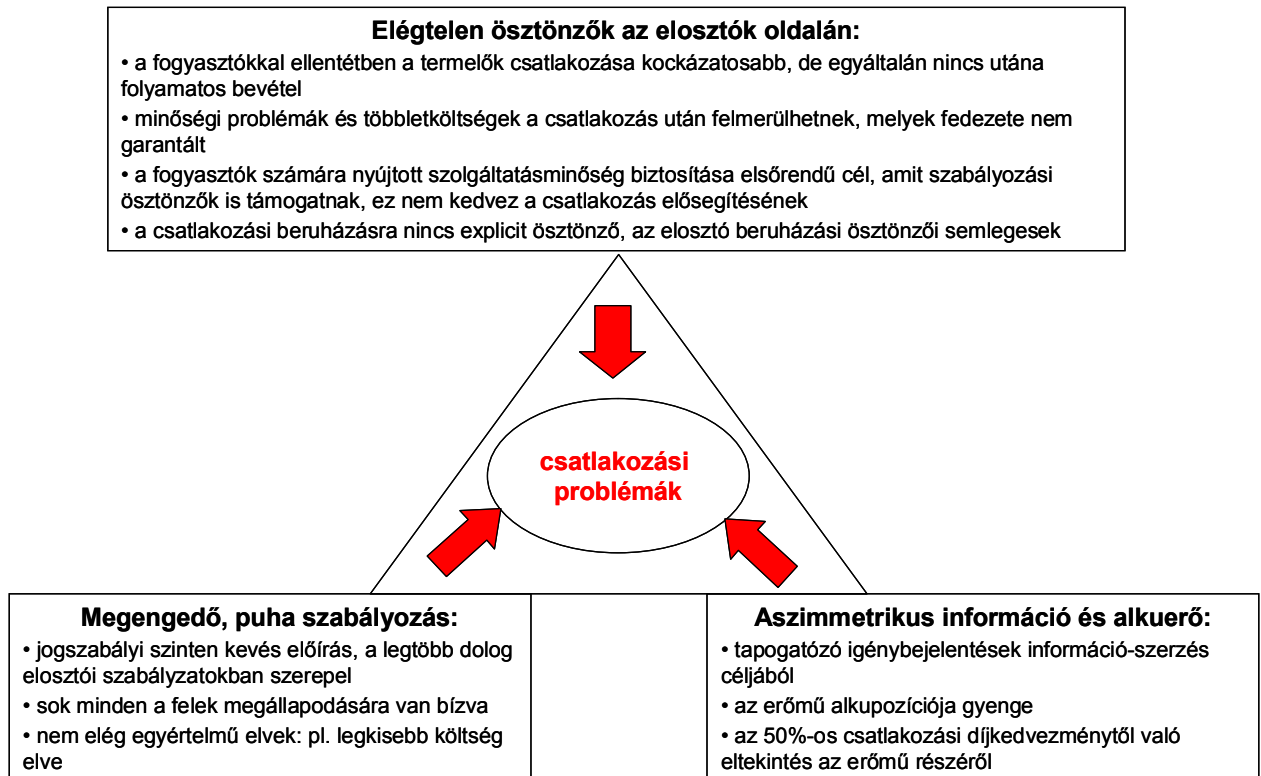 Elégtelen ösztönzők az elosztók oldalán:
• a fogyasztókkal ellentétben a termelők csatlakozása kockázatosabb, de egyáltalán nincs utána
folyamatos bevétel
• minőségi problémák és többletköltségek a csatlakozás után felmerülhetnek, melyek fedezete nem
garantált
• a fogyasztók számára nyújtott szolgáltatásminőség biztosítása elsőrendű cél, amit szabályozási
ösztönzők is támogatnak, ez nem kedvez a csatlakozás elősegítésének
• a csatlakozási beruházásra nincs explicit ösztönző, az elosztó beruházási ösztönzői semlegesek
csatlakozási
problémák
Megengedő, puha szabályozás:
• jogszabályi szinten kevés előírás, a legtöbb dolog
elosztói szabályzatokban szerepel
• sok minden a felek megállapodására van bízva
• nem elég egyértelmű elvek: pl. legkisebb költség
elve
Aszimmetrikus információ és alkuerő:
• tapogatózó igénybejelentések információ-szerzés
céljából
• az erőmű alkupozíciója gyenge
• az 50%-os csatlakozási díjkedvezménytől való
eltekintés az erőmű részéről